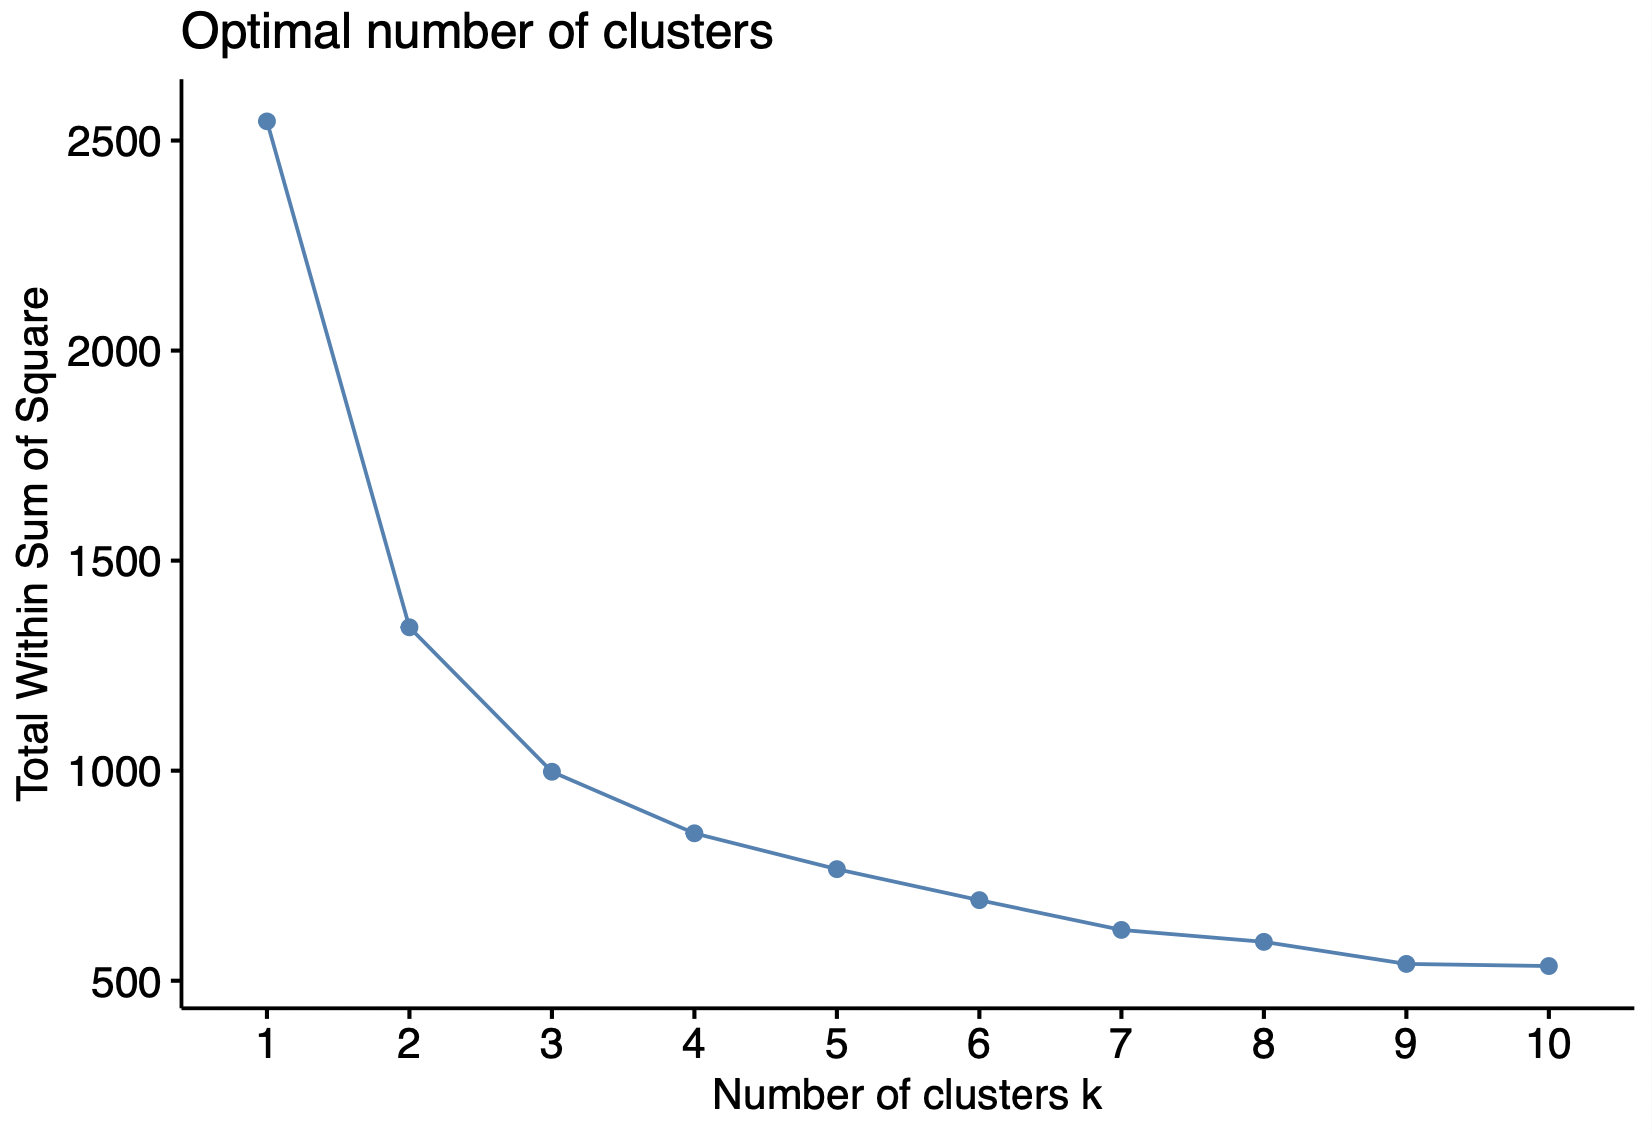 Optimal number of clusters
Total Within Sum of Square
2500
2000
1500
1000
500
1 2 3 4 5 6 7 8 9 10
Number of clusters k